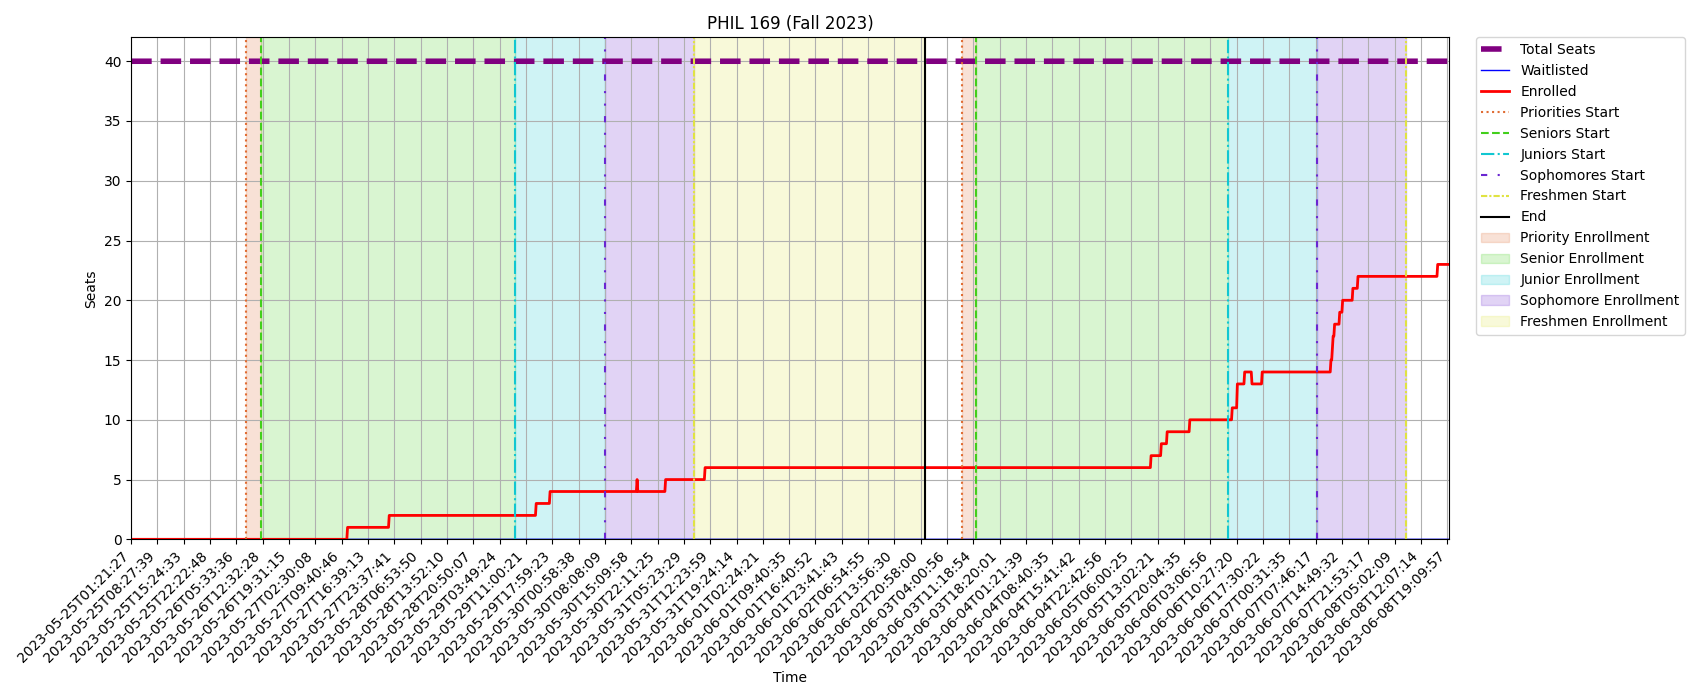 PHIL 169 (Fall 2023)
Seats
40
35
30
25
20
15
10
5
0
2023-05-25T01:21:27
2023-05-25T08:27:39
2023-05-25T15:24:33
2023-05-25T22:22:48
2023-05-26T05:33:36
2023-05-26T12:32:28
2023-05-26T19:31:15
2023-05-27T02:30:08
2023-05-27T09:40:46
2023-05-27T16:39:13
2023-05-27T23:37:41
2023-05-28T06:53:50
2023-05-28T13:52:10
2023-05-28T20:50:07
2023-05-29T03:49:24
2023-05-29T11:00:21
2023-05-29T17:59:23
2023-05-30T00:58:38
2023-05-30T08:08:09
2023-05-30T15:09:58
2023-05-30T22:11:25
2023-05-31T05:23:29
2023-05-31T12:23:59
2023-05-31T19:24:14
2023-06-01T02:24:21
2023-06-01T09:40:35
2023-06-01T16:40:52
2023-06-01T23:41:43
2023-06-02T06:54:55
2023-06-02T13:56:30
2023-06-02T20:58:00
2023-06-03T04:00:56
2023-06-03T11:18:54
2023-06-03T18:20:01
2023-06-04T01:21:39
2023-06-04T08:40:35
2023-06-04T15:41:42
2023-06-04T22:42:56
2023-06-05T06:00:25
2023-06-05T13:02:21
2023-06-05T20:04:35
2023-06-06T03:06:56
2023-06-06T10:27:20
2023-06-06T17:30:22
2023-06-07T00:31:35
2023-06-07T07:46:17
2023-06-07T14:49:32
2023-06-07T21:53:17
2023-06-08T05:02:09
2023-06-08T12:07:14
2023-06-08T19:09:57
Time
Total Seats
Waitlisted
Enrolled
Priorities Start
Seniors Start
Juniors Start
Sophomores Start
Freshmen Start
End
Priority Enrollment
Senior Enrollment
Junior Enrollment
Sophomore Enrollment
Freshmen Enrollment